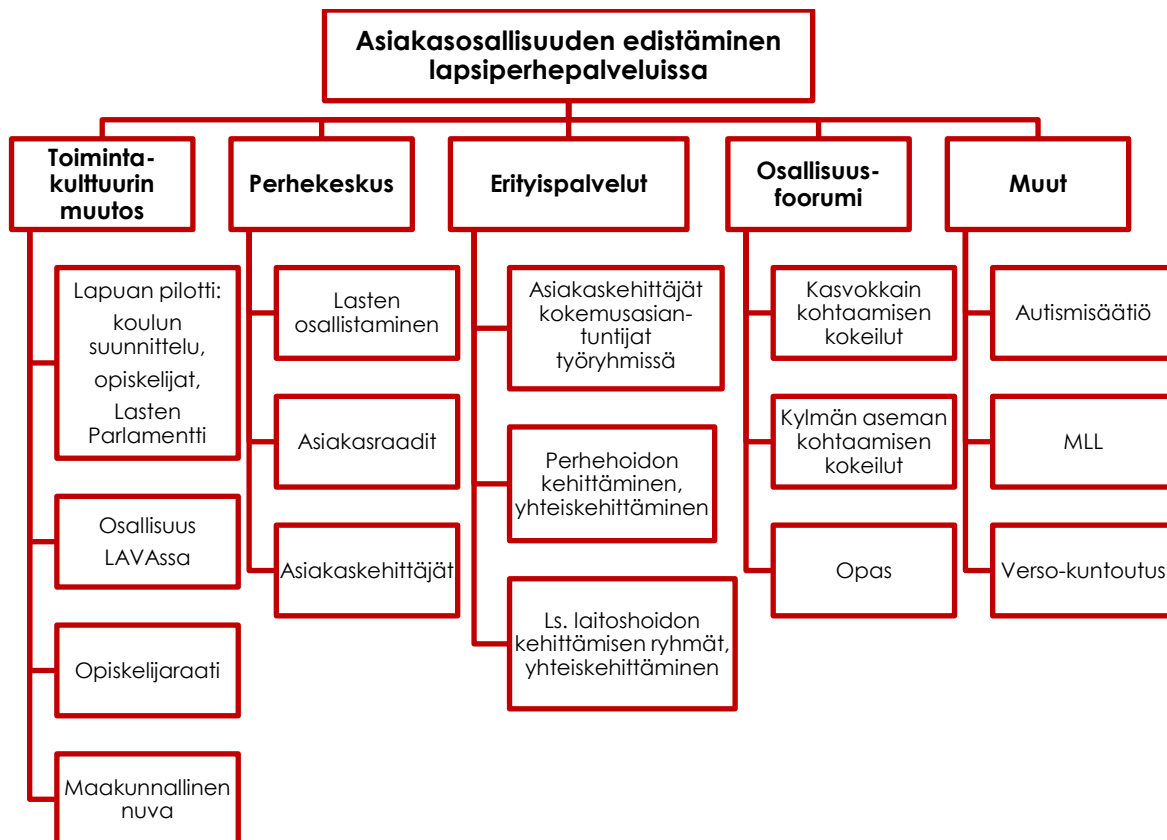 Asiakasosallisuuden edistäminen
lapsiperhepalveluissa
Toiminta-
kulttuurin
muutos
Perhekeskus
Erityispalvelut
Osallisuus-
foorumi
Muut
Lapuan pilotti:
koulun
suunnittelu,
opiskelijat,
Lasten
Parlamentti
Osallisuus
LAVAssa
Opiskelijaraati
Maakunnallinen
nuva
Lasten
osallistaminen
Asiakasraadit
Asiakaskehittäjät
Asiakaskehittäjät
kokemusasian-
tuntijat
työryhmissä
Perhehoidon
kehittäminen,
yhteiskehittäminen
Ls. laitoshoidon
kehittämisen ryhmät,
yhteiskehittäminen
Kasvokkain
kohtaamisen
kokeilut
Kylmän aseman
kohtaamisen
kokeilut
Opas
Autismisäätiö
MLL
Verso-kuntoutus